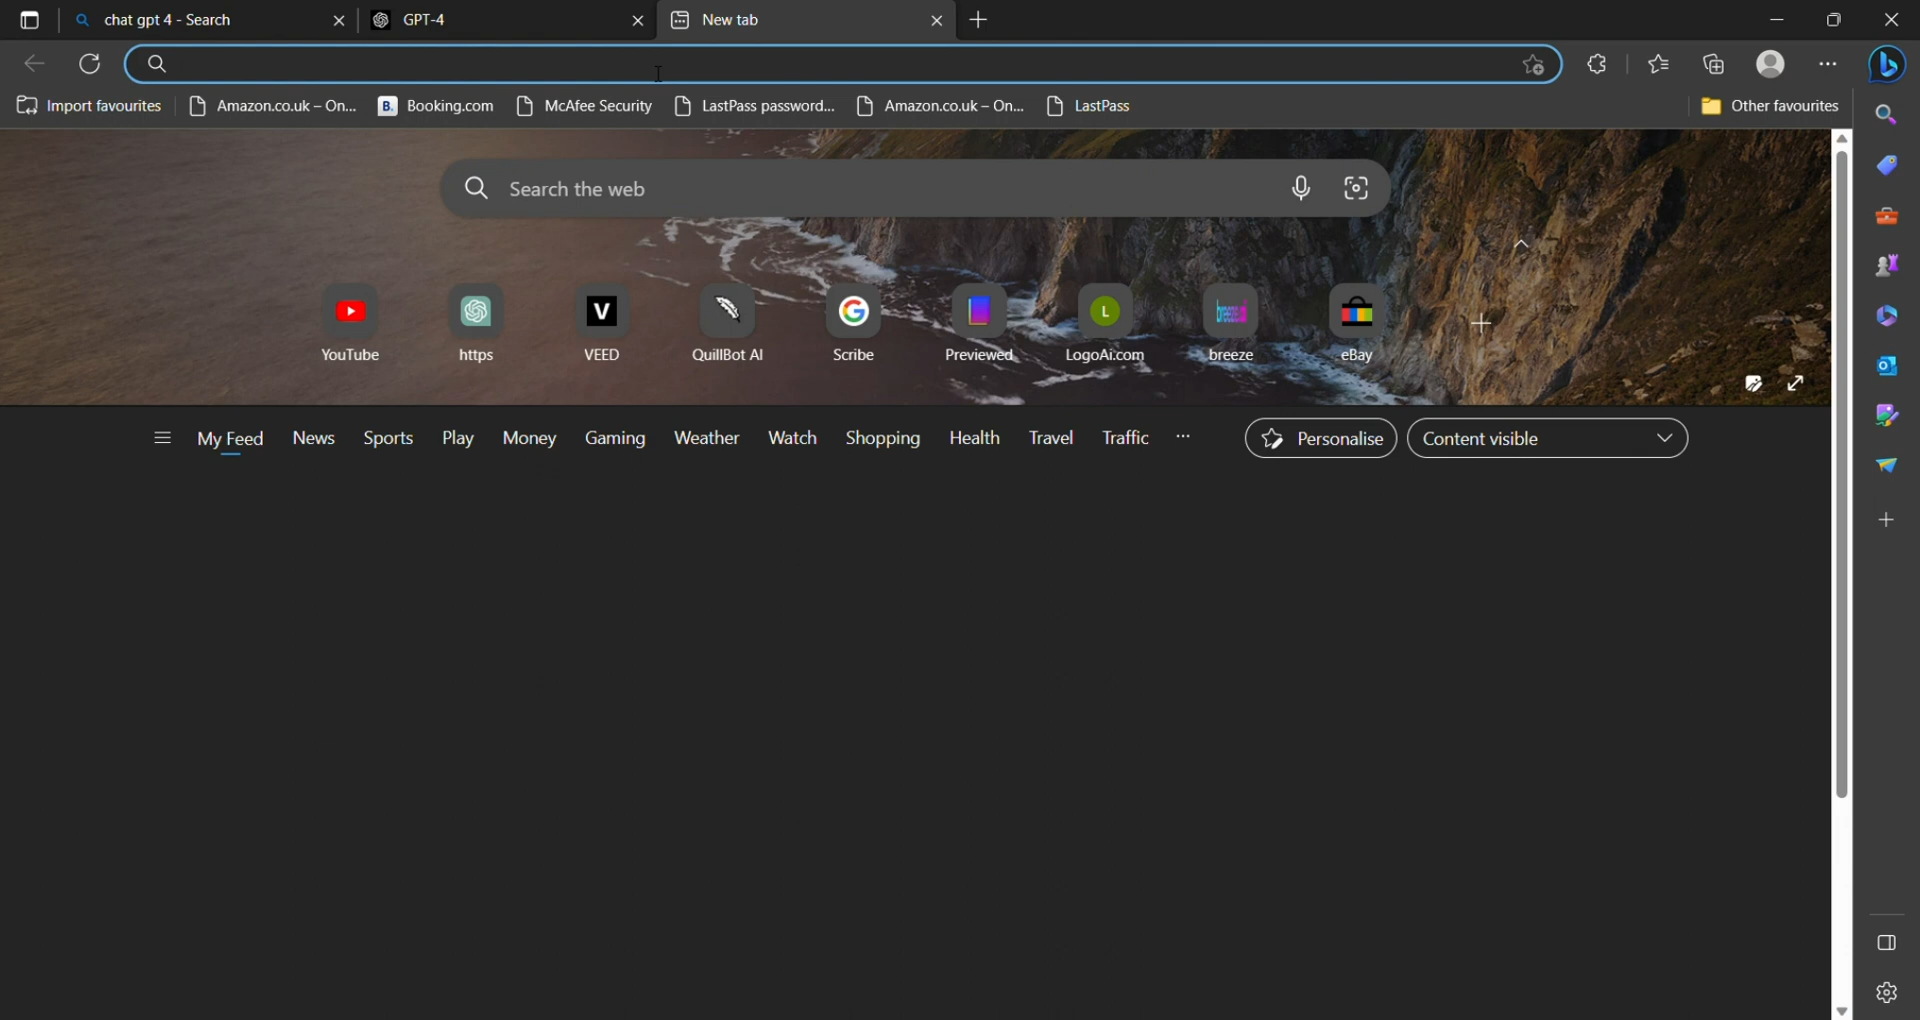 chat gpt 4 - Search
GPT-4
New tab
Import favourites
Amazon.co.uk – On...
B. Booking.com
McAfee Security
LastPass password...
Amazon.co.uk – On...
LastPass
Other favourites
Search the web
YouTube
https
V
VEED
QuillBot AI
G
Scribe
Previewed
L
LogoAi.com
breeze
eBay
My Feed
News
Sports
Play
Money
Gaming
Weather
Watch
Shopping
Health
Travel
Traffic
...
Personalise
Content visible